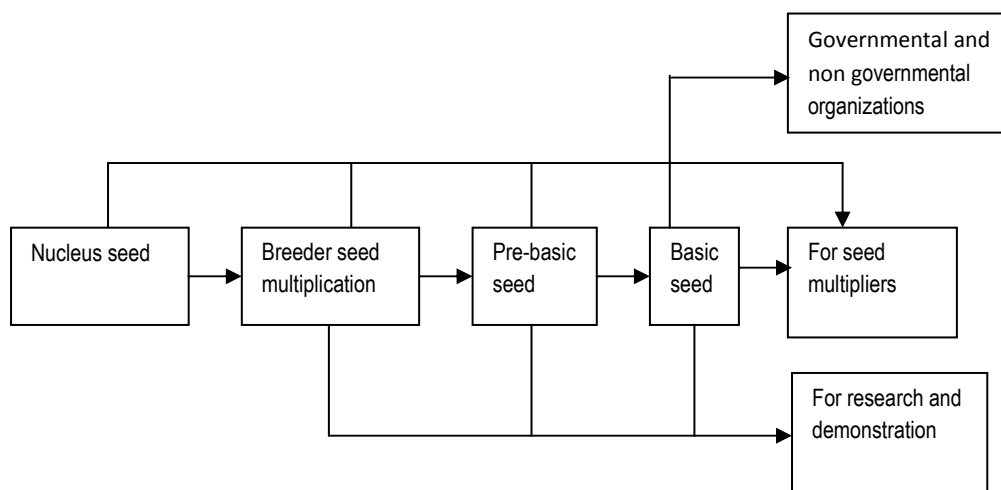 Governmental and
non governmental
organizations
Nucleus seed
Breeder seed
multiplication
Pre-basic
seed
Basic
seed
For seed
multipliers
For research and
demonstration